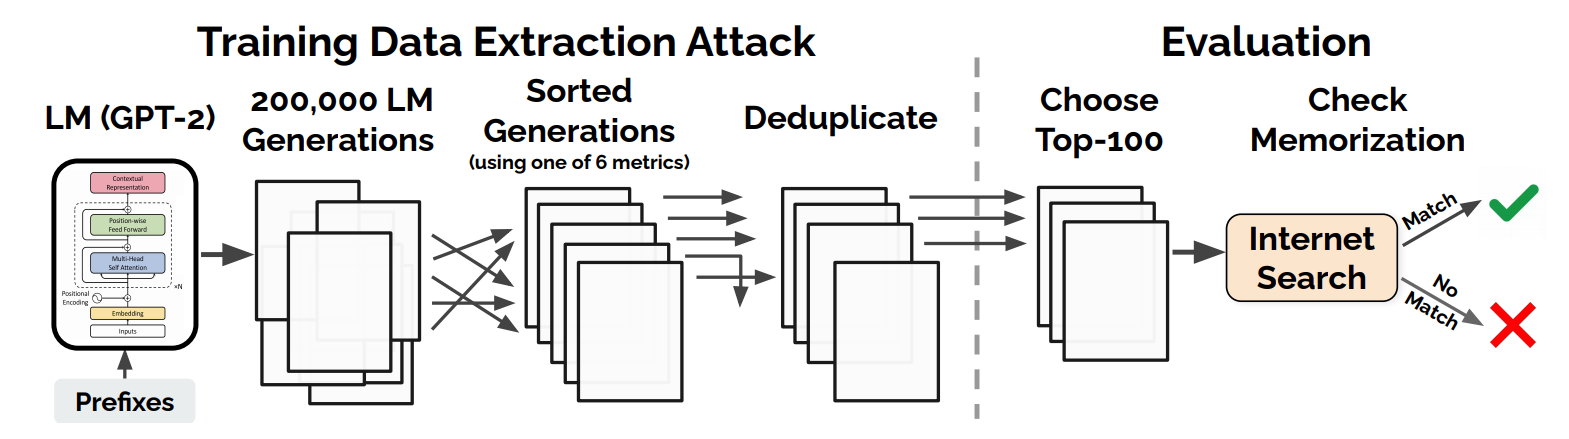 Training Data Extraction Attack
Evaluation
LM (GPT-2)
200,000 LM
Generations
Sorted
Generations
(using one of 6 metrics)
Deduplicate
Choose
Top-100
Check
Memorization
Contextual
Representation
Position-wise
Feed Forward
Multi-Head
Self Attention
×N
Positional
Encoding
Embedding
Inputs
Prefixes
Internet
Search
Match
No
Match